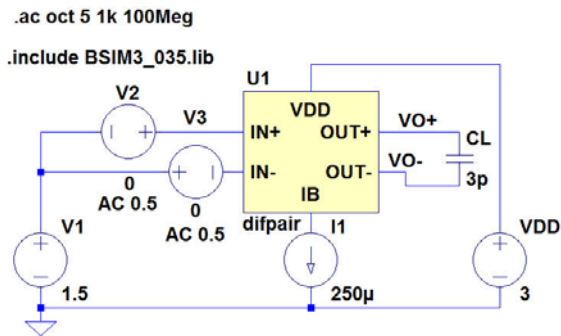 .ac oct 5 1k 100Meg
.include BSIM3_035.lib
U1
V2
V3
VDD
IN+
OUT+
VO+
CL
IN-
OUT-
VO-
3p
0
AC 0.5
0
AC 0.5
IB
difpair
I1
V1
VDD
1.5
250µ
3